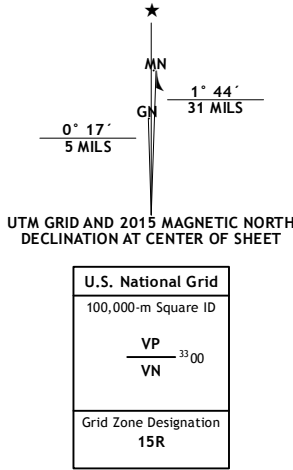 ★
MN
1° 44´
31 MILS
GN
0° 17´
5 MILS
UTM GRID AND 2015 MAGNETIC NORTH
DECLINATION AT CENTER OF SHEET
U.S. National Grid
100,000-m Square ID
VP
³³00
VN
Grid Zone Designation
15R